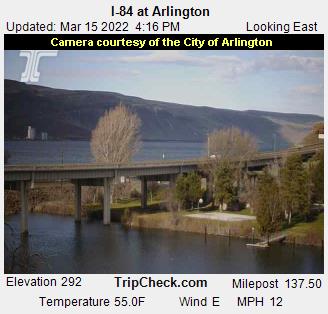 I-84 at Arlington
Updated: Mar 15 2022 4:16 PM Looking East
Camera courtesy of the City of Arlington
Elevation 292 TripCheck.com Milepost 137.50
Temperature 55.0F Wind E MPH 12